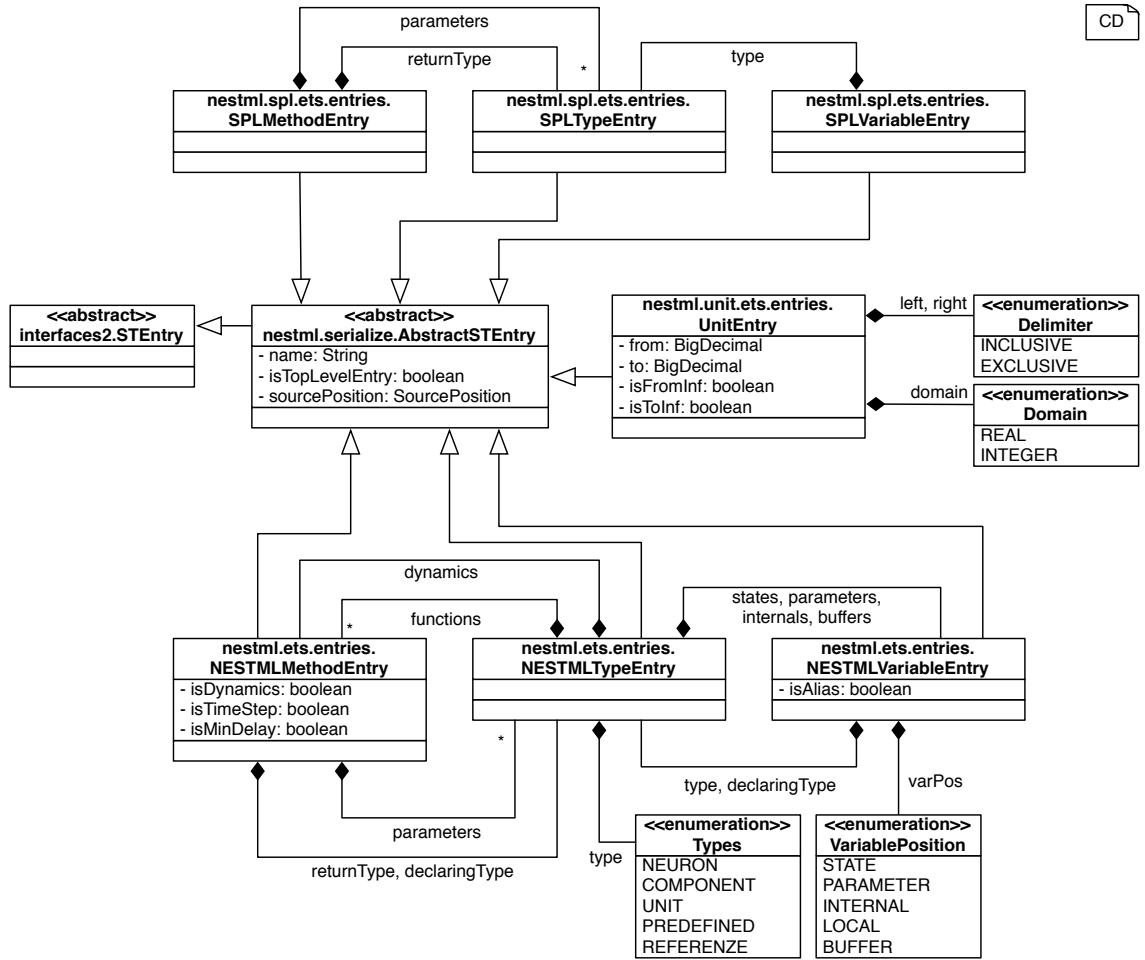 parameters
CD
returnType
*
type
nestml.spl.ets.entries.
SPLMethodEntry
nestml.spl.ets.entries.
SPLTypeEntry
nestml.spl.ets.entries.
SPLVariableEntry
<<abstract>>
interfaces2.STEntry
<<abstract>>
nestml.serialize.AbstractSTEntry
- name: String
- isTopLevelEntry: boolean
- sourcePosition: SourcePosition
nestml.unit.ets.entries.
UnitEntry
- from: BigDecimal
- to: BigDecimal
- isFromInf: boolean
- isToInf: boolean
left, right
<<enumeration>>
Delimiter
INCLUSIVE
EXCLUSIVE
domain
<<enumeration>>
Domain
REAL
INTEGER
dynamics
functions
*
states, parameters,
internals, buffers
nestml.ets.entries.
NESTMLMethodEntry
- isDynamics: boolean
- isTimeStep: boolean
- isMinDelay: boolean
nestml.ets.entries.
NESTMLTypeEntry
nestml.ets.entries.
NESTMLVariableEntry
- isAlias: boolean
*
type, declaringType
varPos
parameters
returnType, declaringType
type
<<enumeration>>
Types
NEURON
COMPONENT
UNIT
PREDEFINED
REFERENZE
<<enumeration>>
VariablePosition
STATE
PARAMETER
INTERNAL
LOCAL
BUFFER